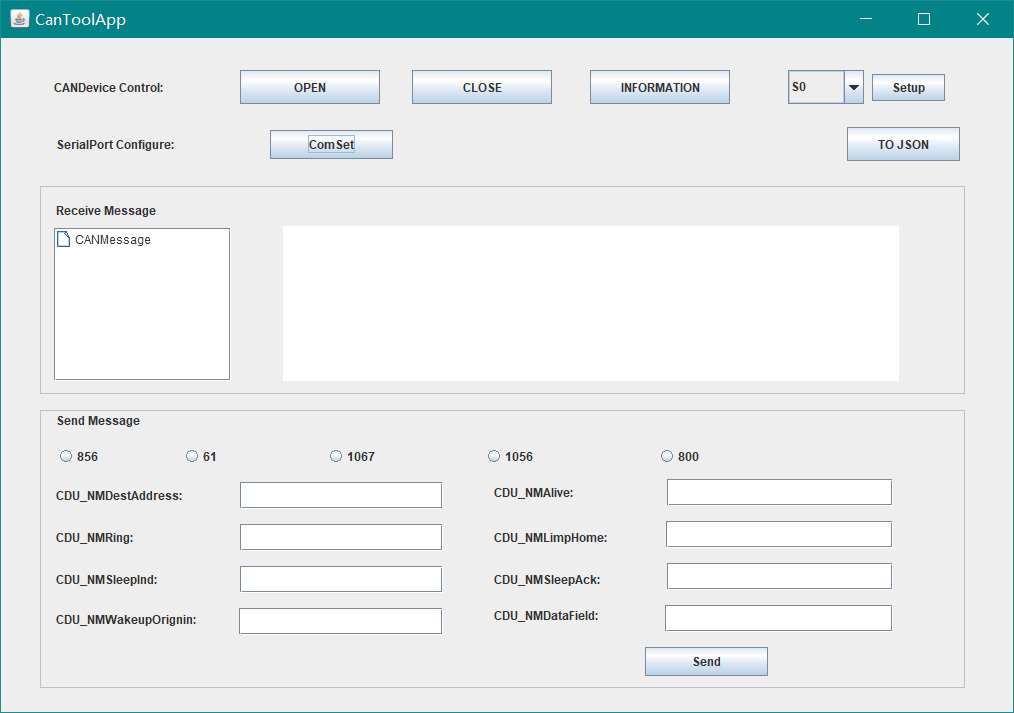 CanToolApp
CANDevice Control: OPEN CLOSE INFORMATION S0 Setup
SerialPort Configure: ComSet TO JSON
Receive Message
CANMessage
Send Message
856 61 1067 1056 800
CDU_NMDestAddress: CDU_NMAlive:
CDU_NMRing: CDU_NMLimpHome:
CDU_NMSleepInd: CDU_NMSleepAck:
CDU_NMWakeupOrignin: CDU_NMDataField:
Send